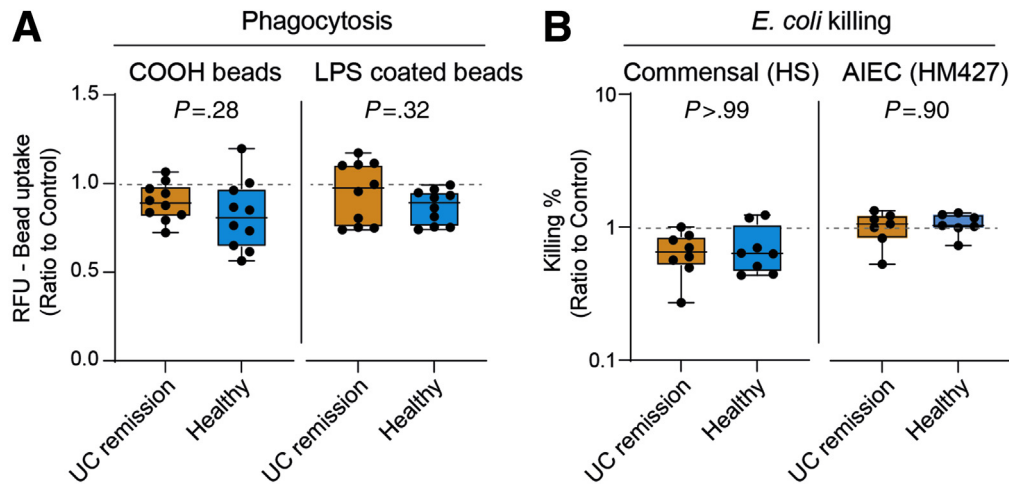 A
Phagocytosis
COOH beads
LPS coated beads
P=.28
P=.32
RFU - Bead uptake
(Ratio to Control)
1.5
1.0
0.5
0.0
UC remission
Healthy
UC remission
Healthy
B
E. coli killing
Commensal (HS)
AIEC (HM427)
P>.99
P=.90
Killing %
(Ratio to Control)
10
1
0.1
UC remission
Healthy
UC remission
Healthy